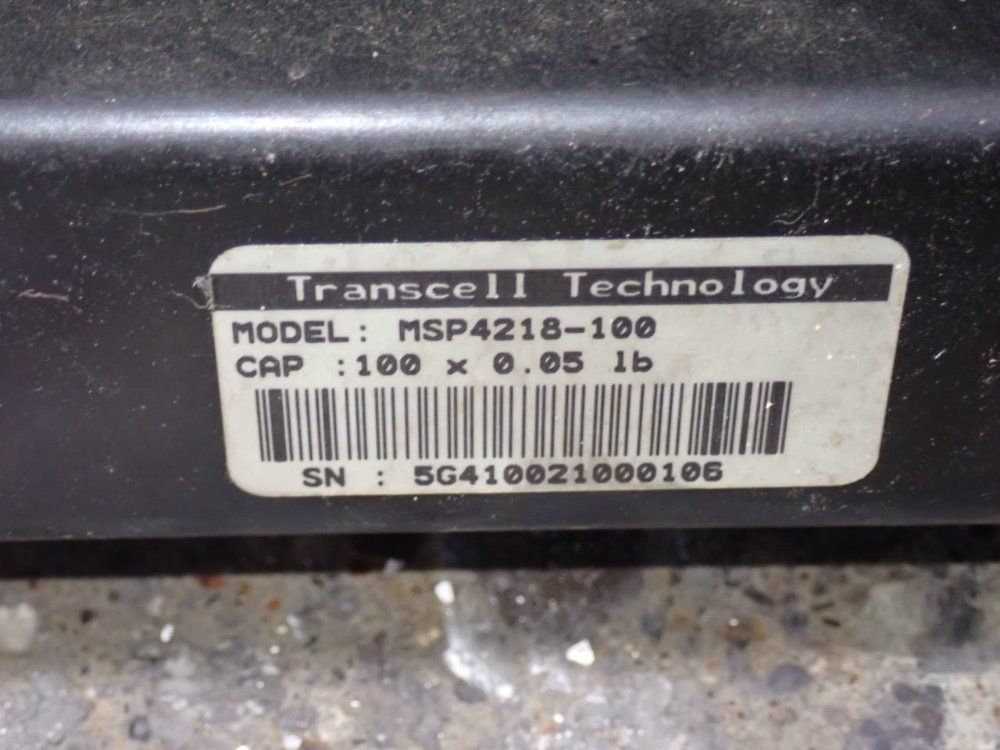 Transcell Technology
MODEL: MSP4218-100
CAP :100 x 0.05 lb
SN : 5G410021000106